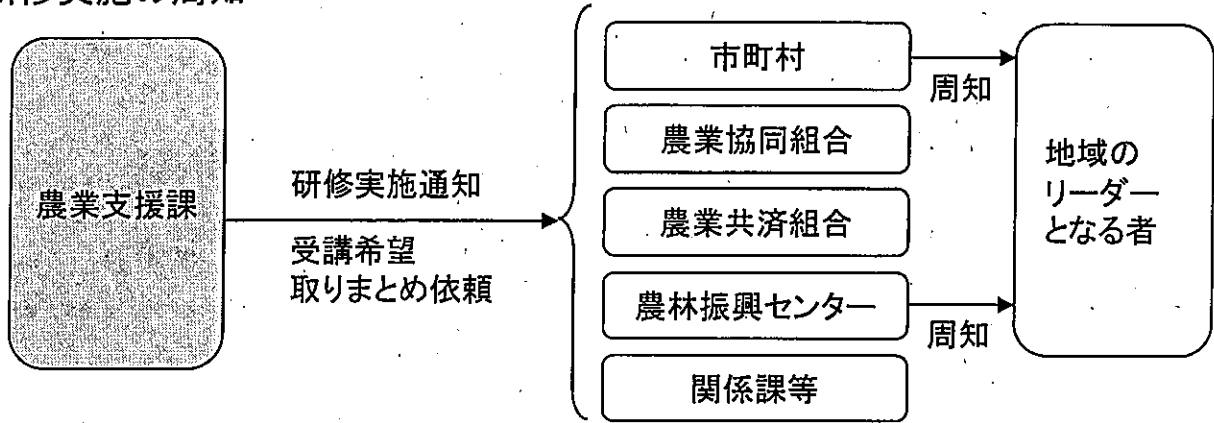 研修実施の周知
農業支援課
研修実施通知
受講希望
取りまとめ依頼
市町村
農業協同組合
農業共済組合
農林振興センター
関係課等
周知
周知
地域の
リーダー
となる者